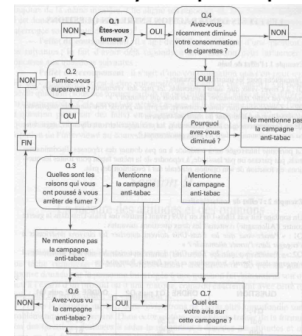 Q.1
Êtes-vous
fumeur ?
NON
OUI
Q.4
Avez-vous
récemment diminué
votre consommation
de cigarettes ?
NON
NON
Q.2
Fumiez-vous
auparavant ?
OUI
OUI
FIN
Pourquoi
avez-vous
diminué ?
Ne mentionne pas
la campagne
anti-tabac
Q.3
Quelles sont les
raisons qui vous
ont poussé à vous
arrêter de fumer ?
Mentionne
la campagne
anti-tabac
Mentionne
la campagne
anti-tabac
Ne mentionne pas
la campagne
anti-tabac
NON
Q.6
Avez-vous vu
la campagne
anti-tabac ?
OUI
Q.7
Quel est
votre avis sur
cette campagne ?